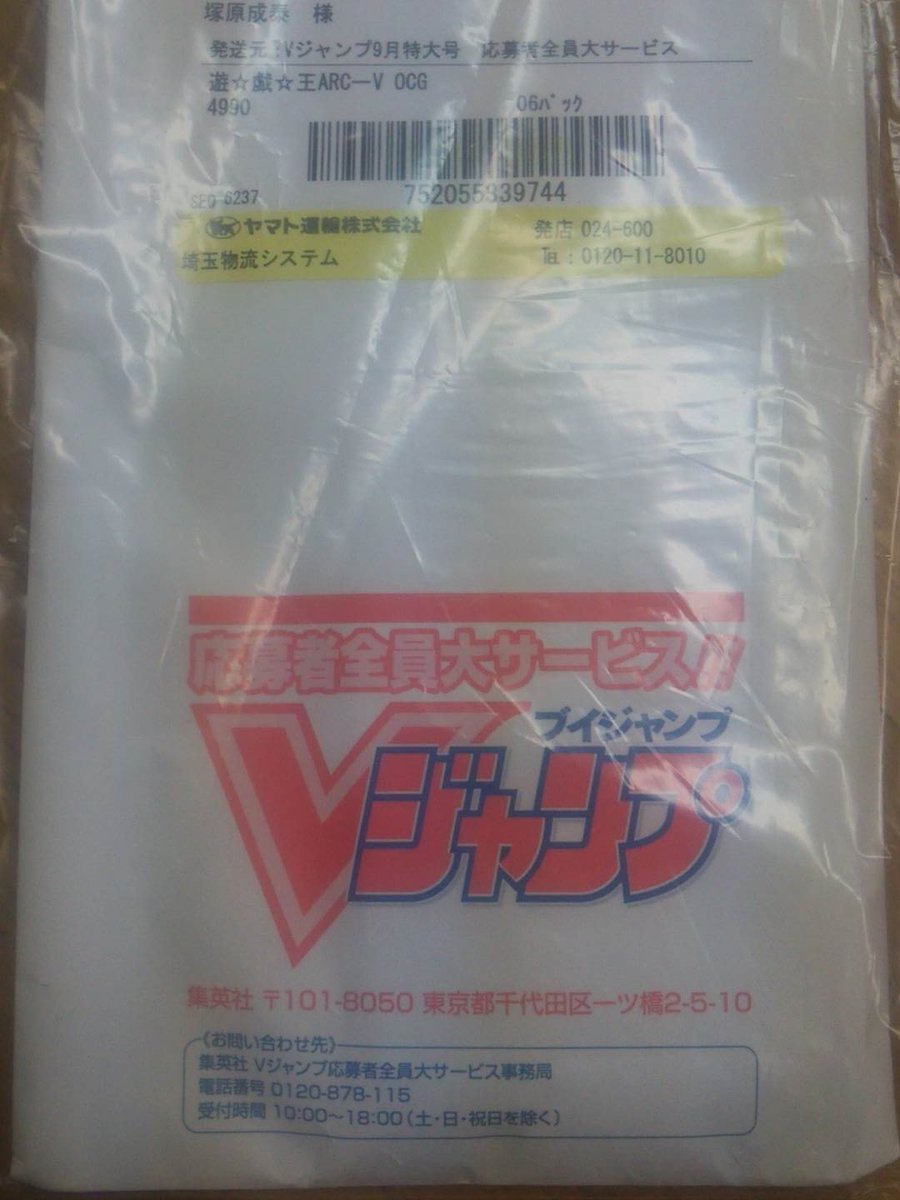 塚原成泰 様
発送元:Vジャンプ9月特大号 応募者全員大サービス
遊☆戯☆王ARC-V OCG
4990 06パック
752055339744
SEQ 6237
ヤマト運輸株式会社 発店 024-600
埼玉物流システム TEL:0120-11-8010
応募者全員大サービス!!
ブイジャンプ
Vジャンプ
集英社 〒101-8050 東京都千代田区一ツ橋2-5-10
〈お問い合わせ先〉
集英社 Vジャンプ応募者全員大サービス事務局
電話番号 0120-878-115
受付時間 10:00〜18:00(土・日・祝日を除く)